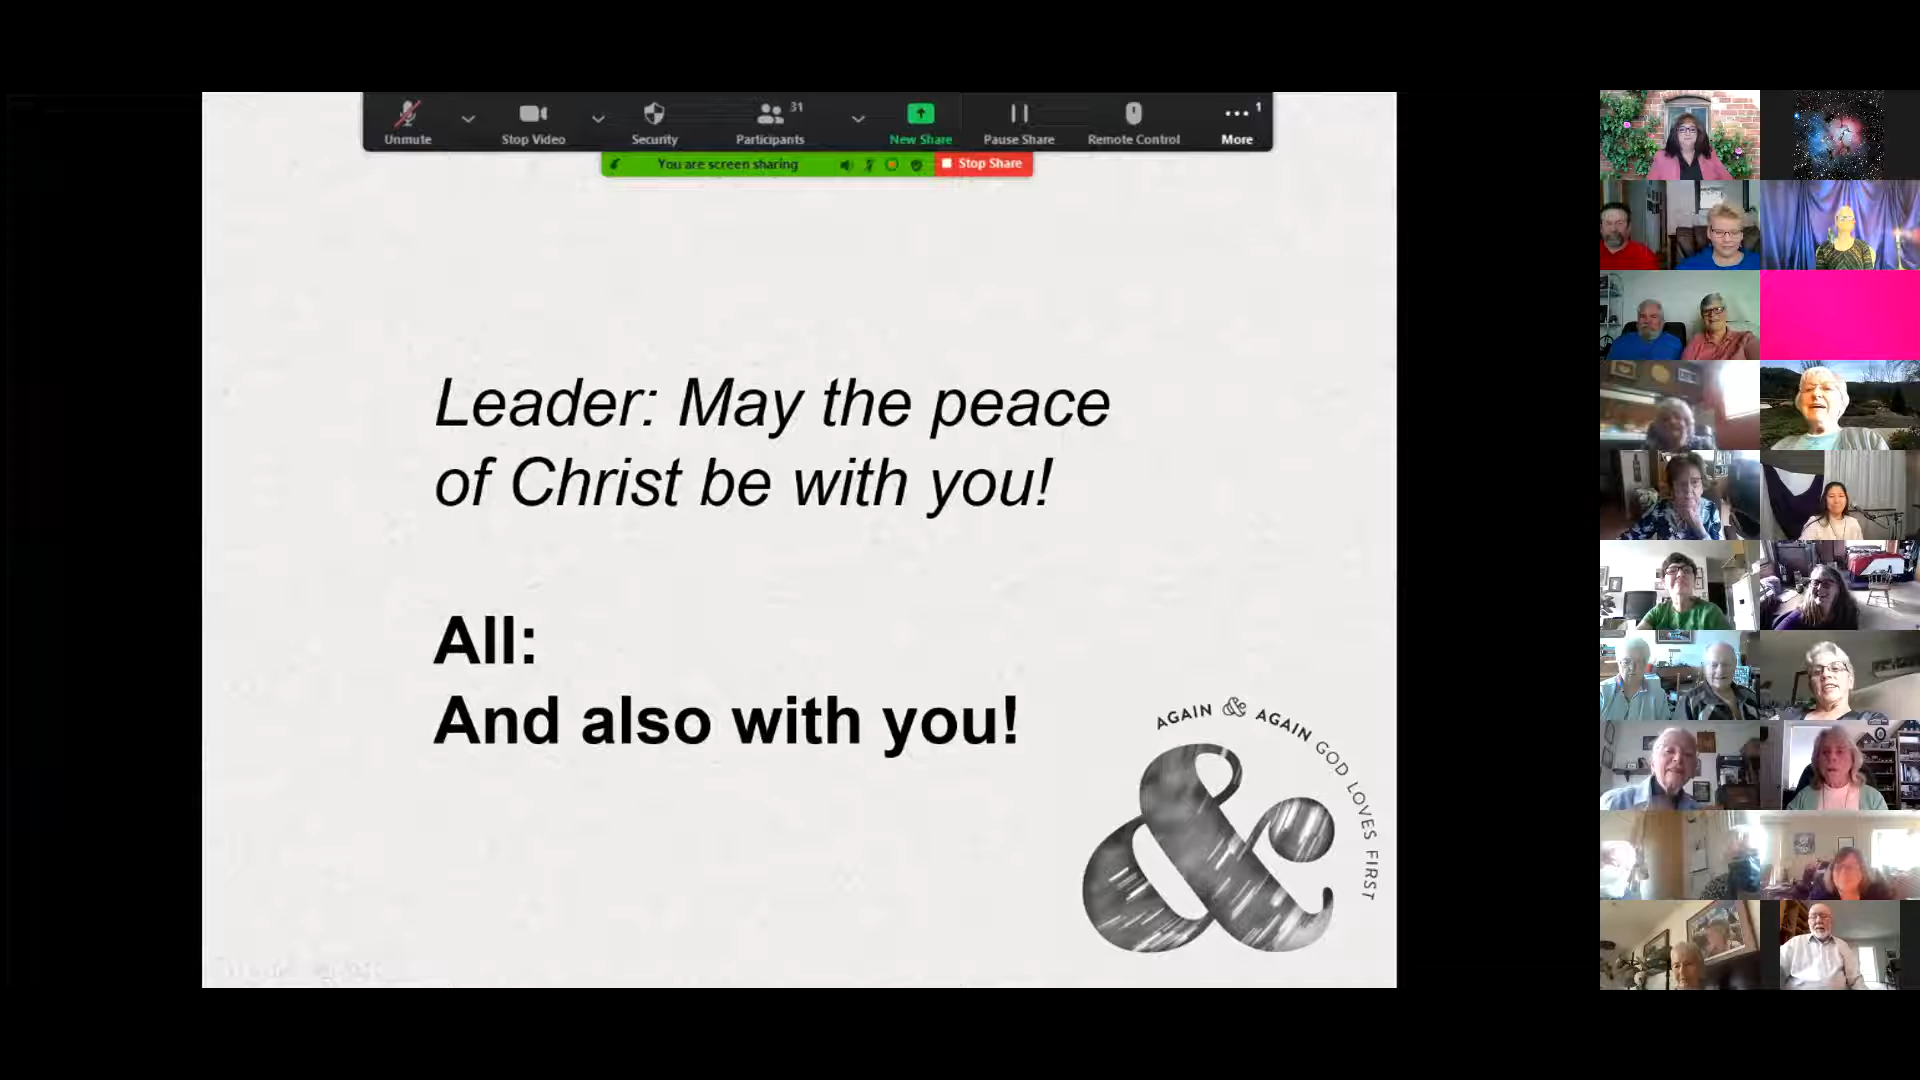 31
1
Unmute
Stop Video
Security
Participants
New Share
Pause Share
Remote Control
More
You are screen sharing
Stop Share
Leader: May the peace
of Christ be with you!
All:
And also with you!
AGAIN & AGAIN GOD LOVES FIRST